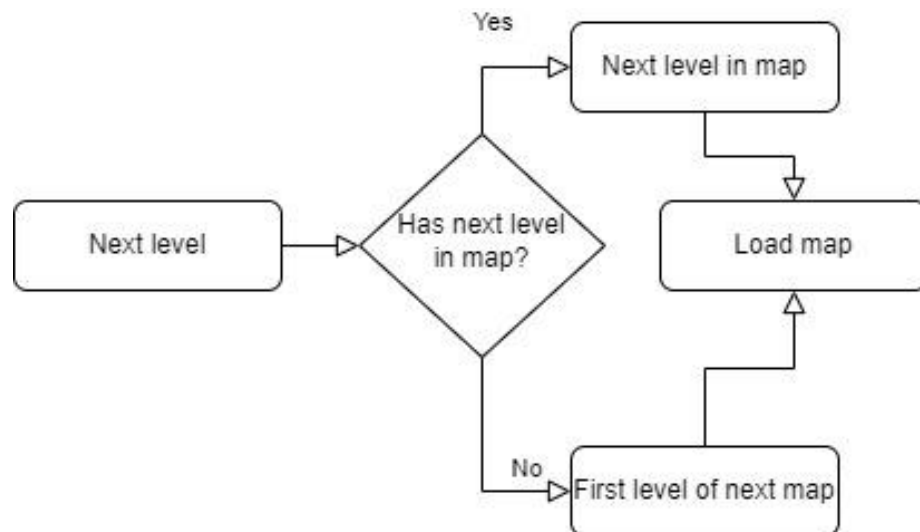 Yes
Next level in map
Next level
Has next level
in map?
Load map
No
First level of next map